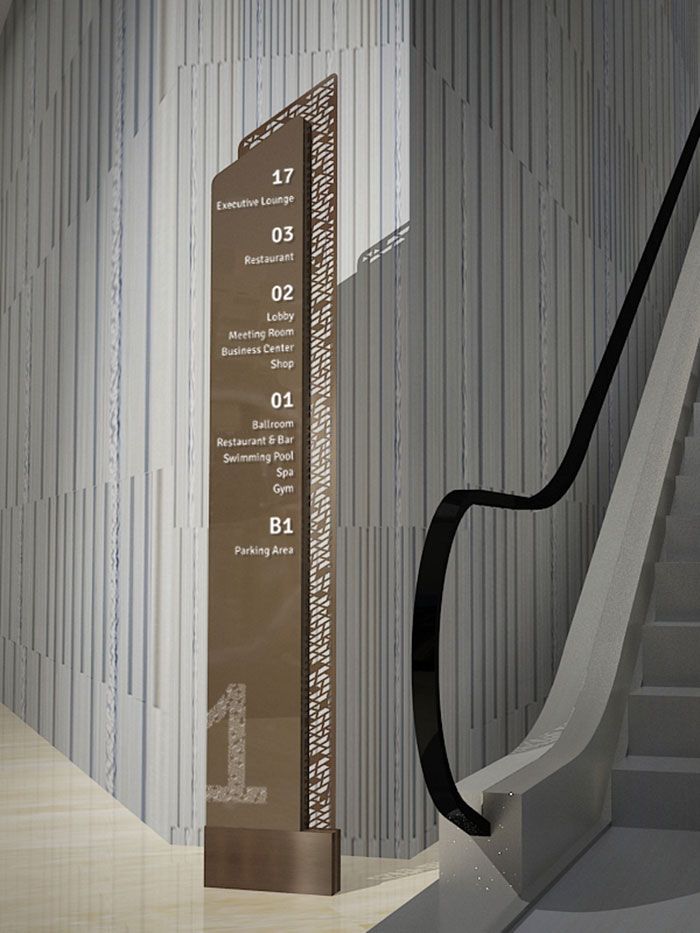 17
Executive Lounge
03
Restaurant
02
Lobby
Meeting Room
Business Center
Shop
01
Ballroom
Restaurant & Bar
Swimming Pool
Spa
Gym
B1
Parking Area
1